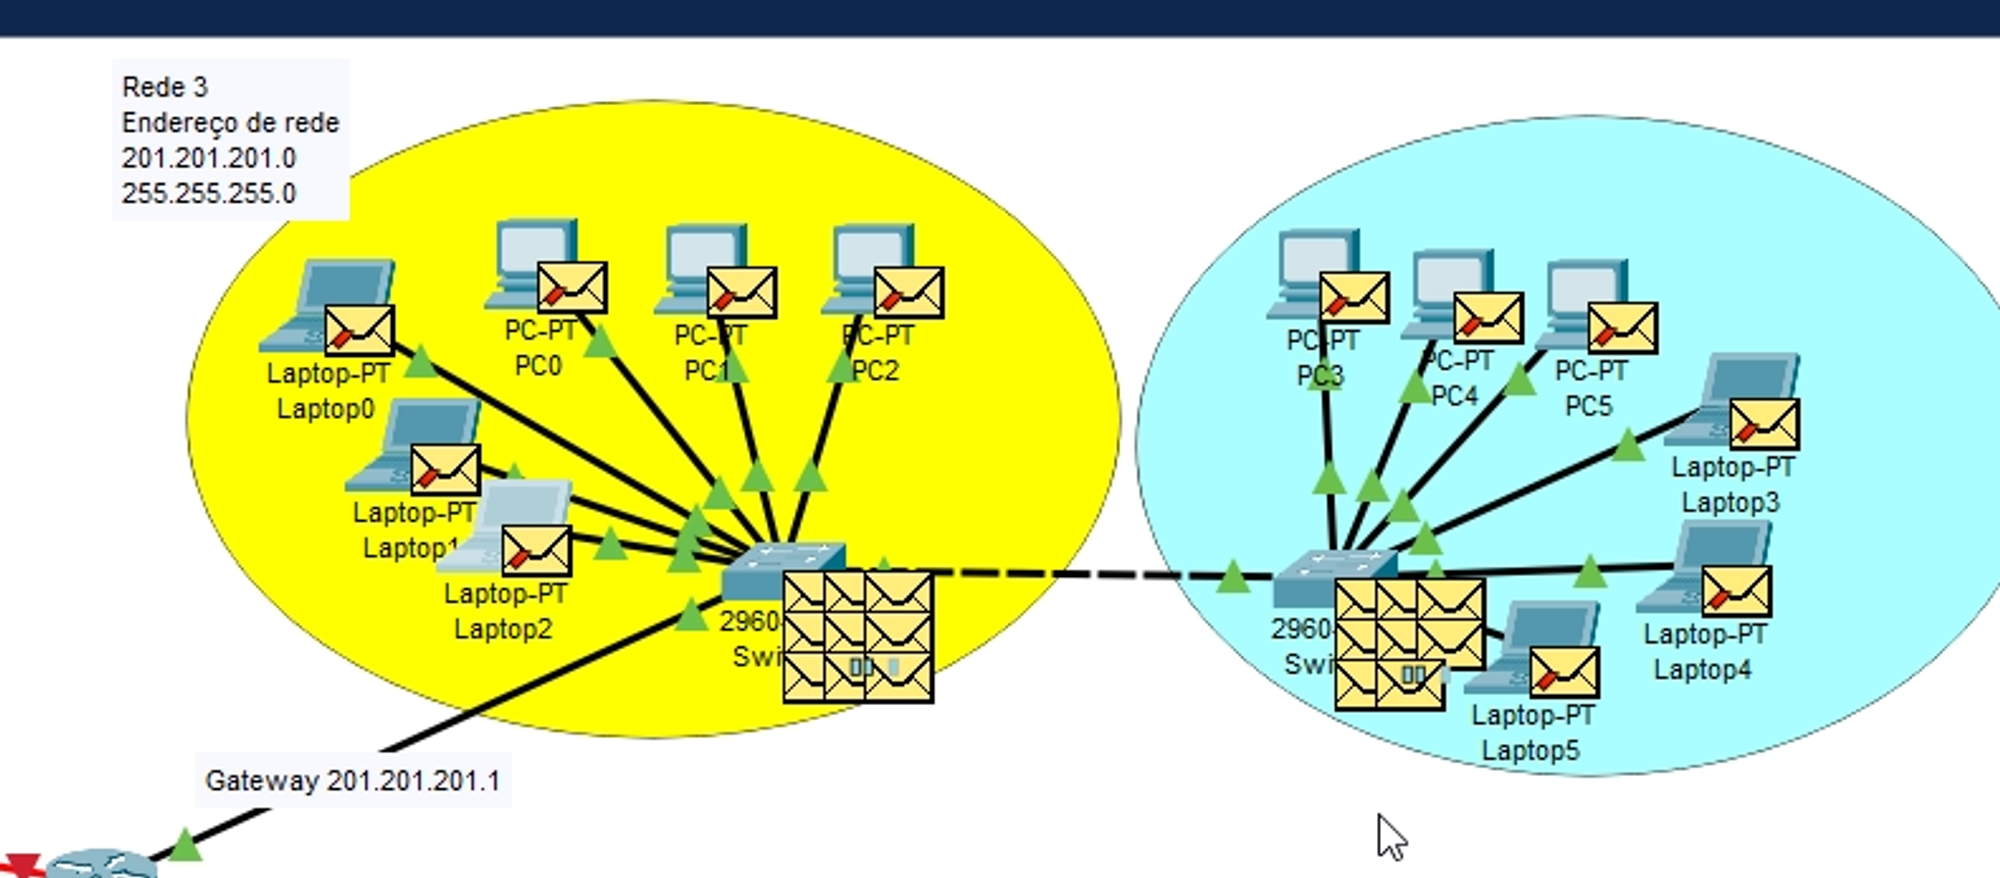 Rede 3
Endereço de rede
201.201.201.0
255.255.255.0
Laptop-PT
Laptop0
PC-PT
PC0
PC-PT
PC1
PC-PT
PC2
Laptop-PT
Laptop1
Laptop-PT
Laptop2
2960
Swi
Gateway 201.201.201.1
PC-PT
PC3
PC-PT
PC4
PC-PT
PC5
Laptop-PT
Laptop3
Laptop-PT
Laptop4
Laptop-PT
Laptop5
2960
Swi